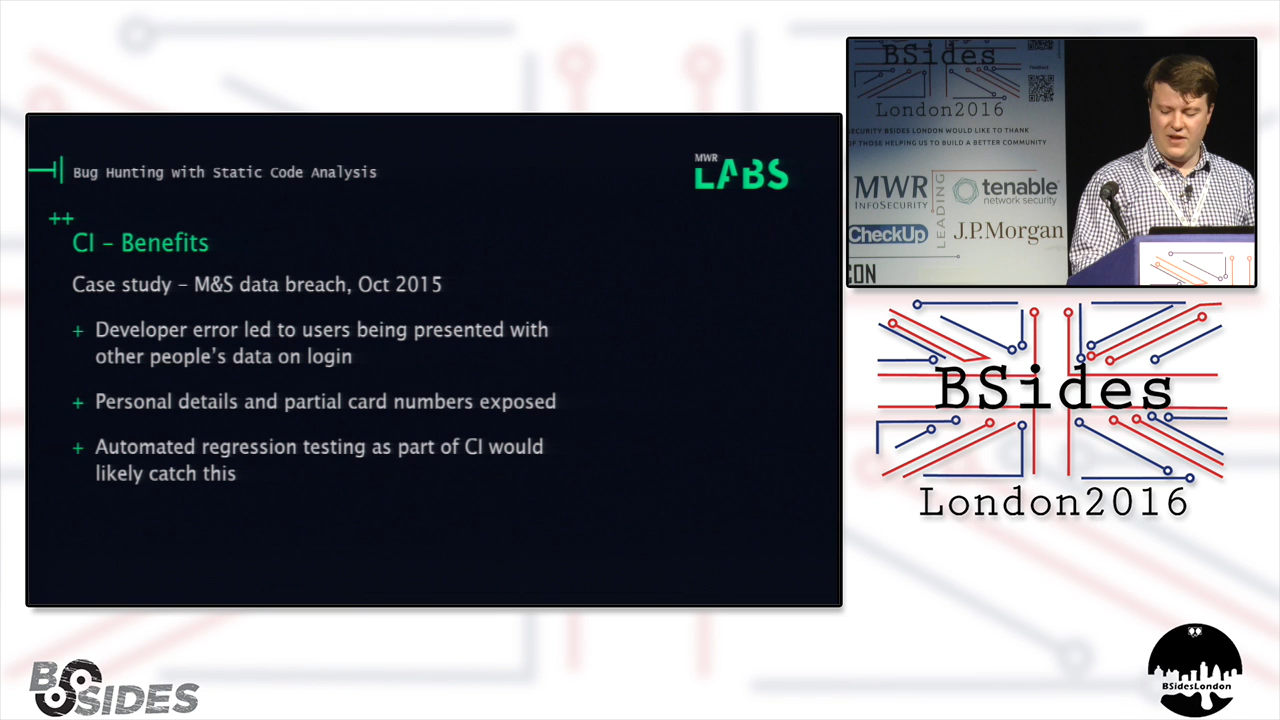 Bug Hunting with Static Code Analysis
MWR
LABS
++
CI – Benefits
Case study – M&S data breach, Oct 2015
+ Developer error led to users being presented with
other people's data on login
+ Personal details and partial card numbers exposed
+ Automated regression testing as part of CI would
likely catch this
BSides
London2016
SECURITY BSIDES LONDON WOULD LIKE TO THANK
OF THOSE HELPING US TO BUILD A BETTER COMMUNITY
MWR
INFOSECURITY
LEADING
tenable
network security
CheckUp
J.P.Morgan
CON
BSides
London2016
BSIDES
BSidesLondon